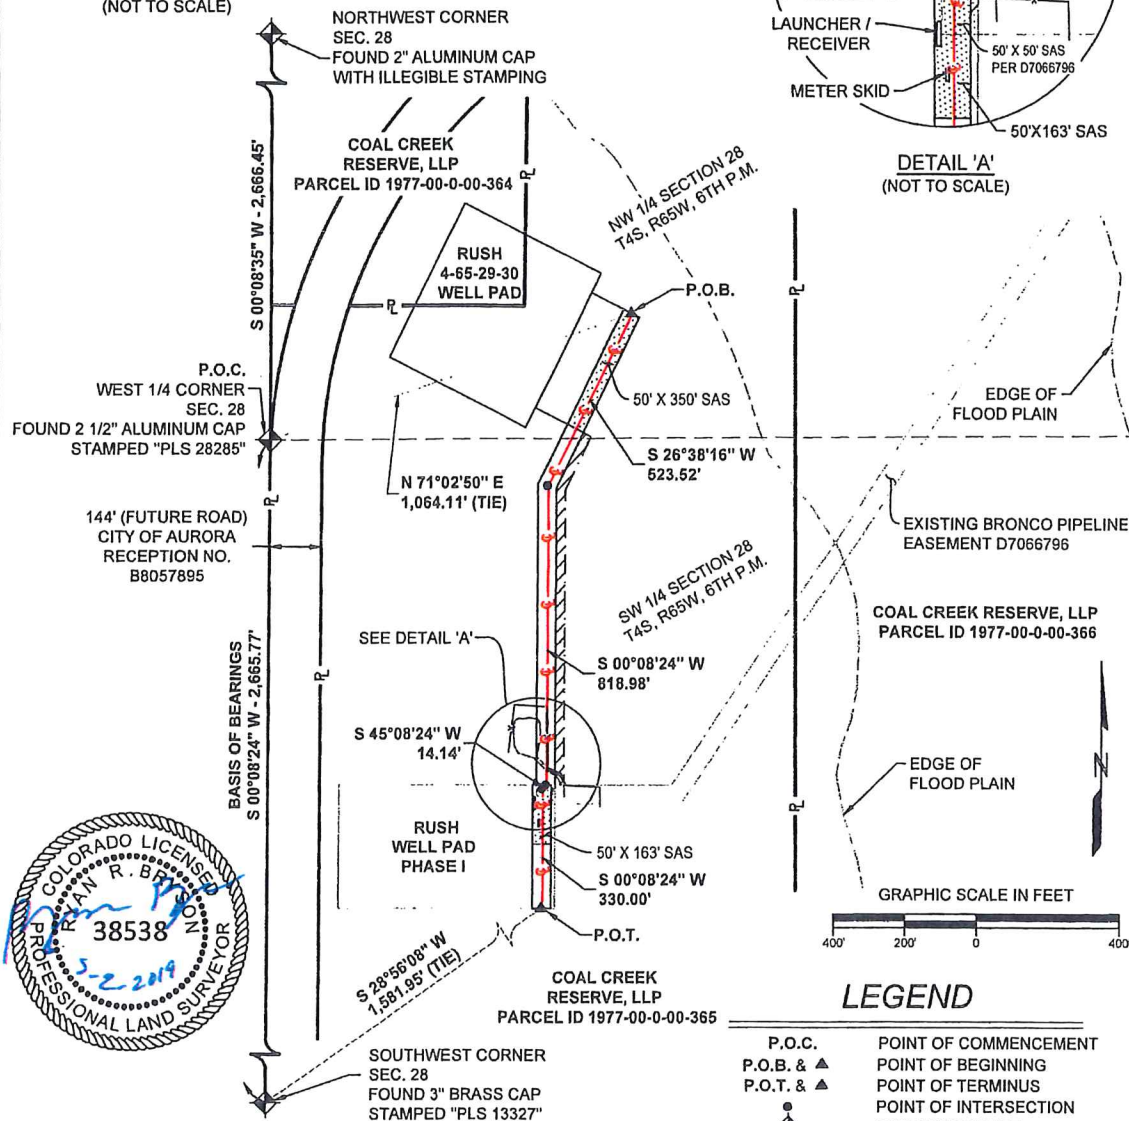 (NOT TO SCALE)
NORTHWEST CORNER
SEC. 28
FOUND 2" ALUMINUM CAP
WITH ILLEGIBLE STAMPING
LAUNCHER /
RECEIVER
50' X 50' SAS
PER D7066796
METER SKID
50'X163' SAS
DETAIL 'A'
(NOT TO SCALE)
COAL CREEK
RESERVE, LLP
PARCEL ID 1977-00-0-00-364
S 00°08'35" W - 2,666.45'
NW 1/4 SECTION 28
T4S, R65W, 6TH P.M.
RUSH
4-65-29-30
WELL PAD
P.O.B.
P.O.C.
WEST 1/4 CORNER
SEC. 28
FOUND 2 1/2" ALUMINUM CAP
STAMPED "PLS 28285"
50' X 350' SAS
EDGE OF
FLOOD PLAIN
S 26°38'16" W
523.52'
N 71°02'50" E
1,064.11' (TIE)
144' (FUTURE ROAD)
CITY OF AURORA
RECEPTION NO.
B8057895
EXISTING BRONCO PIPELINE
EASEMENT D7066796
SW 1/4 SECTION 28
T4S, R65W, 6TH P.M.
COAL CREEK RESERVE, LLP
PARCEL ID 1977-00-0-00-366
SEE DETAIL 'A'
S 00°08'24" W
818.98'
BASIS OF BEARINGS
S 00°08'24" W - 2,665.77'
S 45°08'24" W
14.14'
EDGE OF
FLOOD PLAIN
N
RUSH
WELL PAD
PHASE I
50' X 163' SAS
S 00°08'24" W
330.00'
P.O.T.
COLORADO LICENSED
RYAN R. BRYSON
38538
5-2-2019
PROFESSIONAL LAND SURVEYOR
GRAPHIC SCALE IN FEET
400' 200' 0 400
S 28°56'08" W
1,581.95' (TIE)
COAL CREEK
RESERVE, LLP
PARCEL ID 1977-00-0-00-365
SOUTHWEST CORNER
SEC. 28
FOUND 3" BRASS CAP
STAMPED "PLS 13327"
LEGEND
P.O.C. POINT OF COMMENCEMENT
P.O.B. & ▲ POINT OF BEGINNING
P.O.T. & ▲ POINT OF TERMINUS
POINT OF INTERSECTION